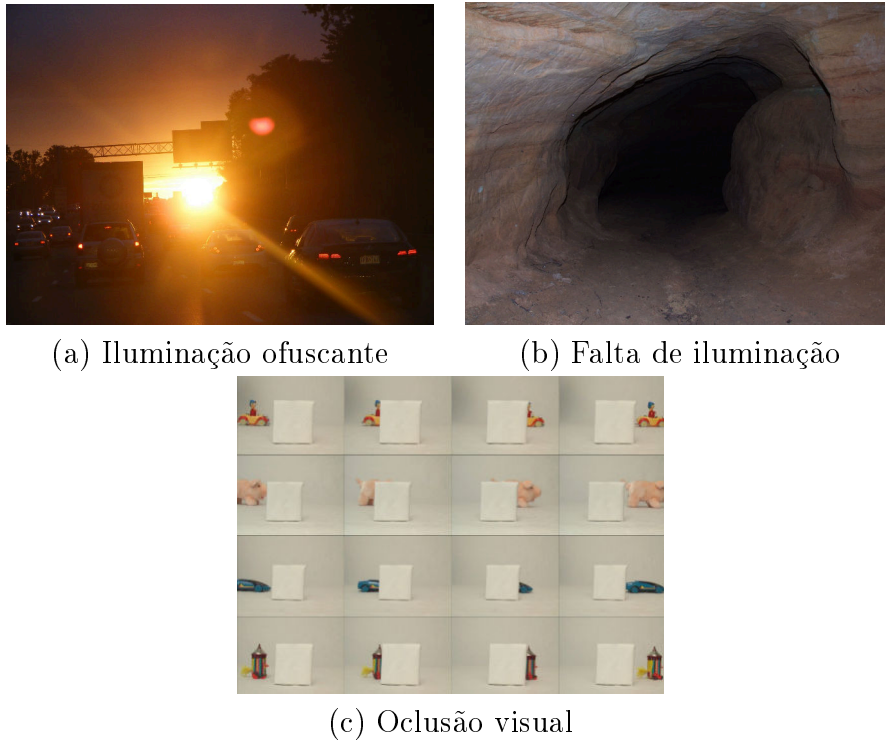 (a) Iluminação ofuscante
(b) Falta de iluminação
(c) Oclusão visual